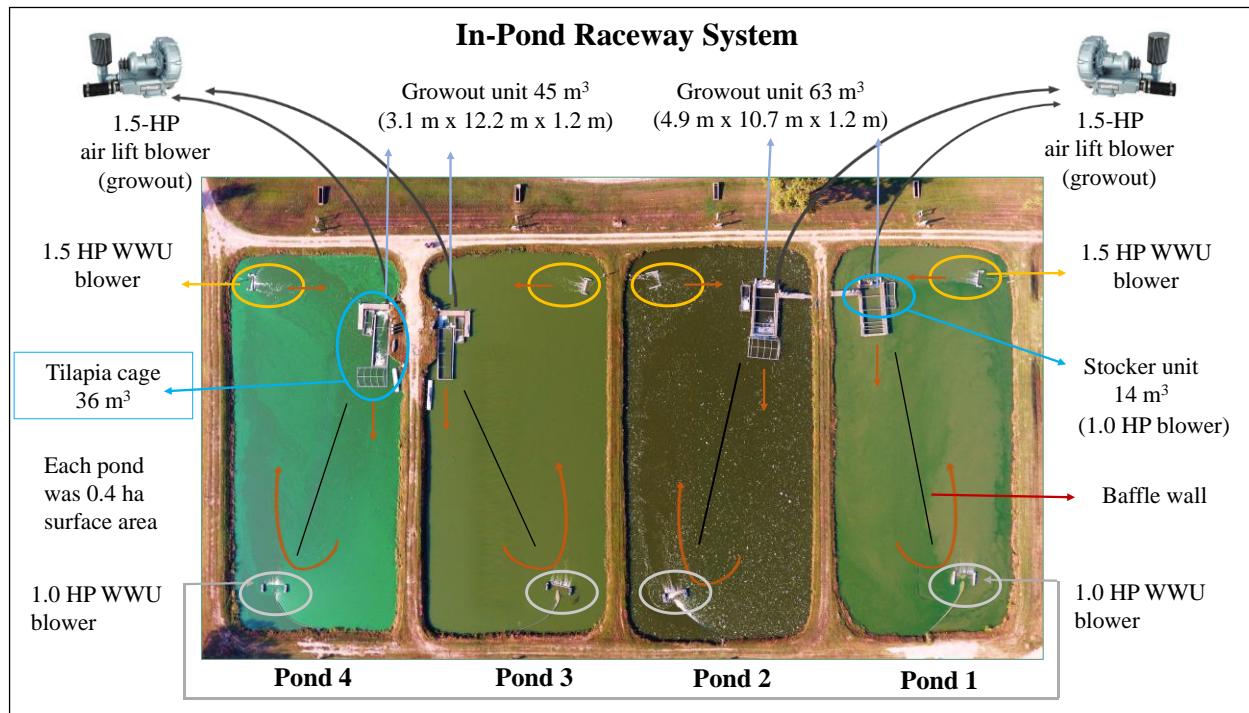 In-Pond Raceway System
1.5-HP
air lift blower
(growout)
Growout unit 45 m³
(3.1 m x 12.2 m x 1.2 m)
Growout unit 63 m³
(4.9 m x 10.7 m x 1.2 m)
1.5-HP
air lift blower
(growout)
1.5 HP WWU
blower
1.5 HP WWU
blower
Tilapia cage
36 m³
Stocker unit
14 m³
(1.0 HP blower)
Each pond
was 0.4 ha
surface area
Baffle wall
1.0 HP WWU
blower
1.0 HP WWU
blower
Pond 4
Pond 3
Pond 2
Pond 1